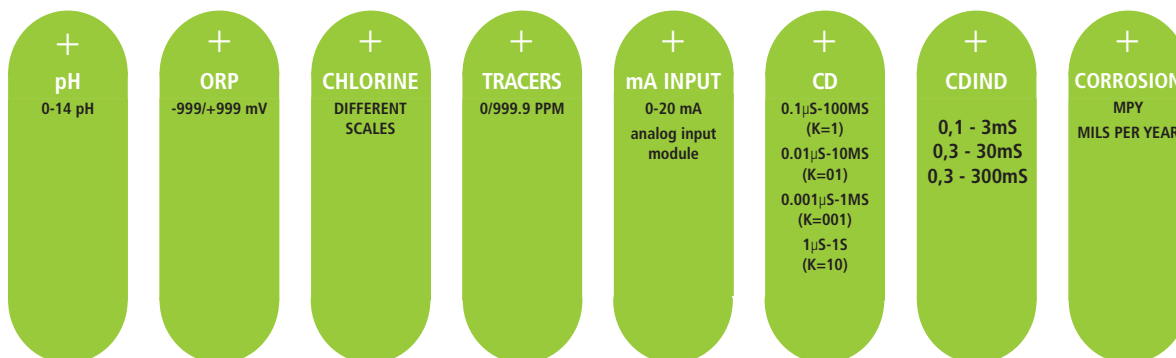 +
pH
0-14 pH
+
ORP
-999/+999 mV
+
CHLORINE
DIFFERENT
SCALES
+
TRACERS
0/999.9 PPM
+
mA INPUT
0-20 mA
analog input
module
+
CD
0.1µS-100MS
(K=1)
0.01µS-10MS
(K=01)
0.001µS-1MS
(K=001)
1µS-1S
(K=10)
+
CDIND
0,1 - 3mS
0,3 - 30mS
0,3 - 300mS
+
CORROSION
MPY
MILS PER YEAR